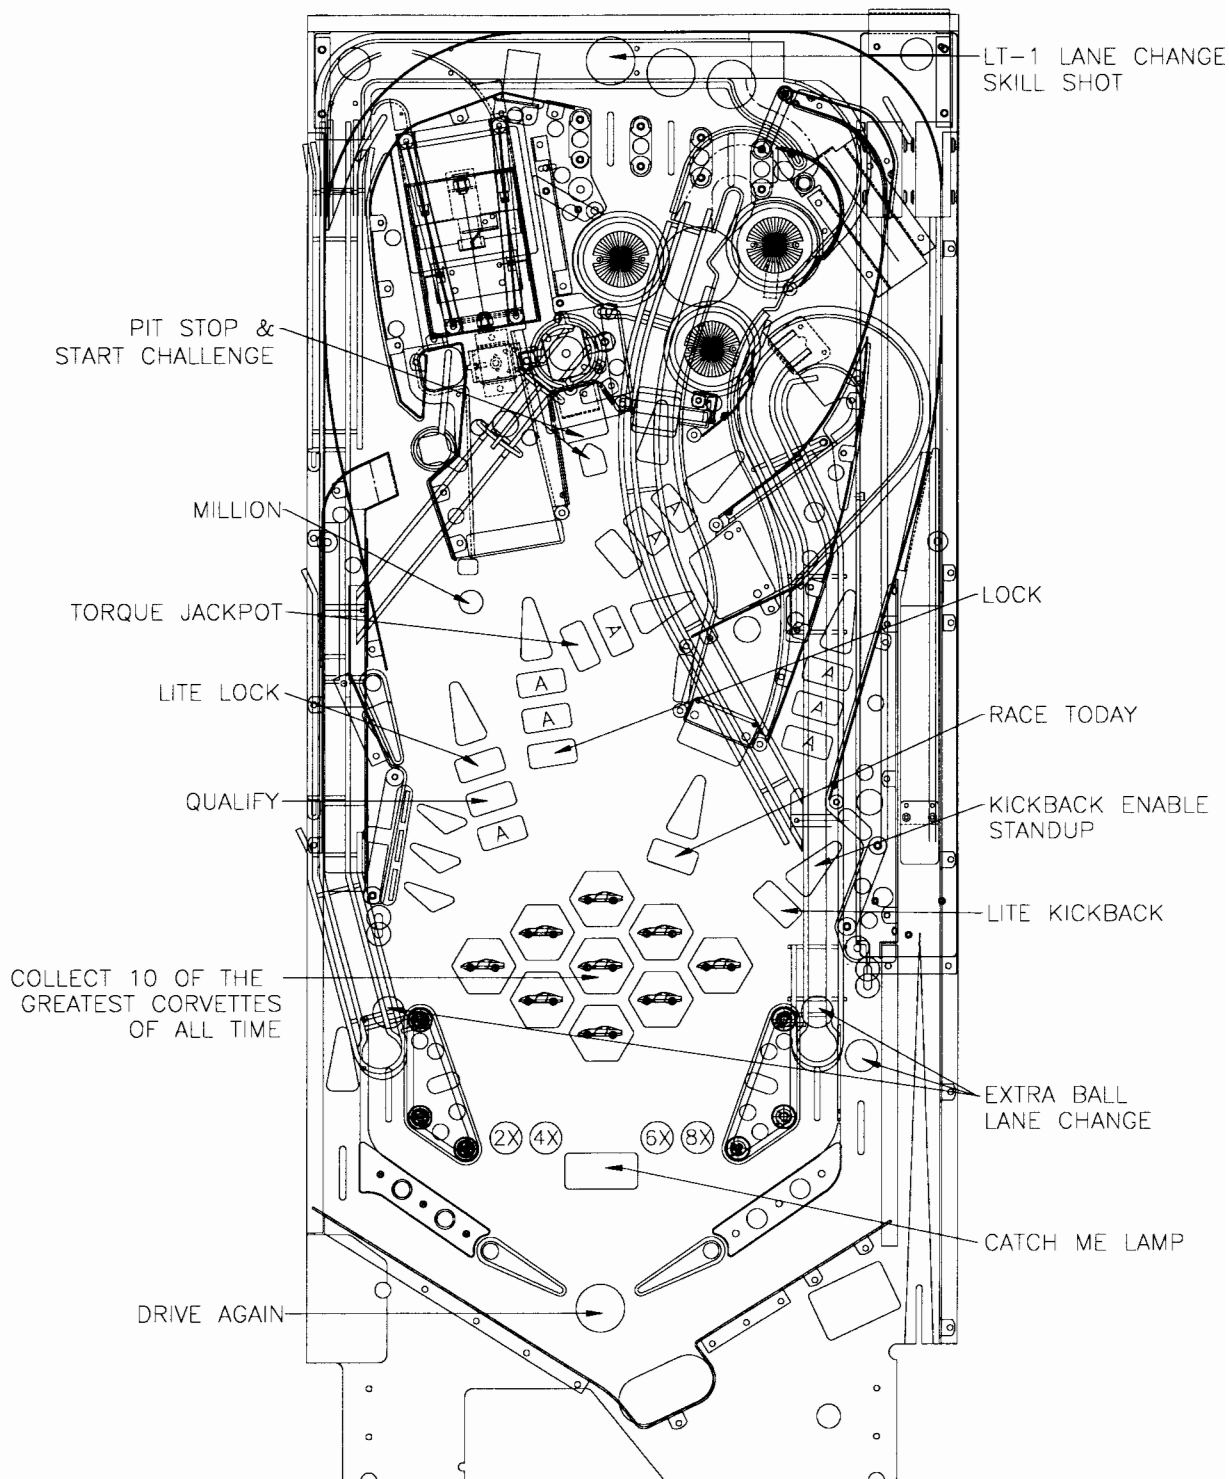 LT-1 LANE CHANGE
SKILL SHOT
PIT STOP &
START CHALLENGE
MILLION
A
A
TORQUE JACKPOT
A
LOCK
LITE LOCK
A
A
A
A
A
RACE TODAY
QUALIFY
A
KICKBACK ENABLE
STANDUP
LITE KICKBACK
COLLECT 10 OF THE
GREATEST CORVETTES
OF ALL TIME
EXTRA BALL
LANE CHANGE
2X 4X 6X 8X
CATCH ME LAMP
DRIVE AGAIN